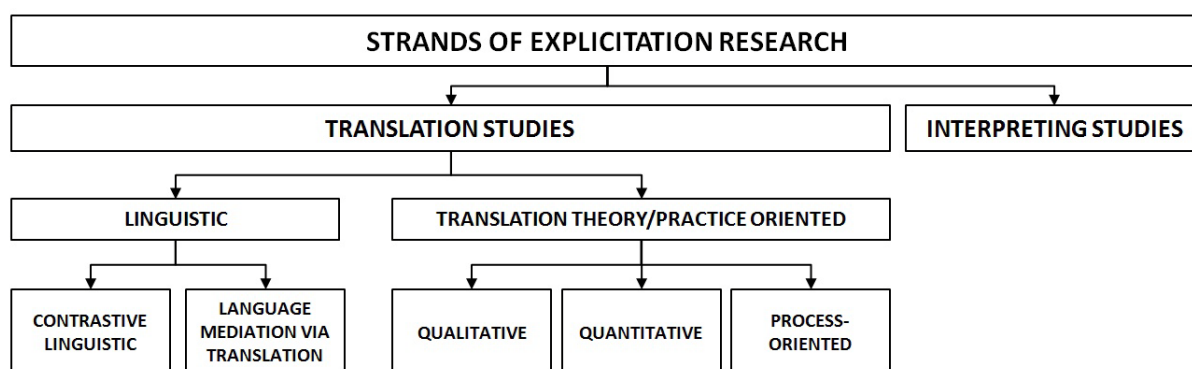 STRANDS OF EXPLICITATION RESEARCH
TRANSLATION STUDIES
INTERPRETING STUDIES
LINGUISTIC
TRANSLATION THEORY/PRACTICE ORIENTED
CONTRASTIVE
LINGUISTIC
LANGUAGE
MEDIATION VIA
TRANSLATION
QUALITATIVE
QUANTITATIVE
PROCESS-
ORIENTED